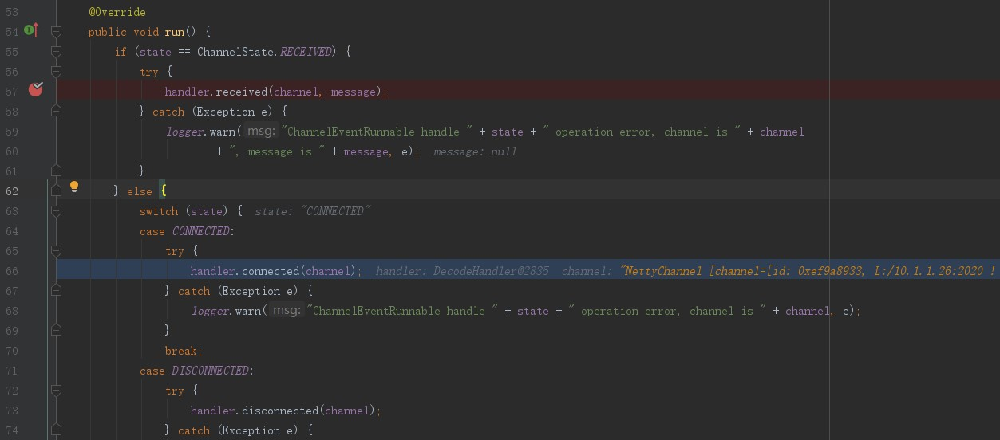 53 @Override
54 public void run() {
55 if (state == ChannelState.RECEIVED) {
56 try {
57 handler.received(channel, message);
58 } catch (Exception e) {
59 logger.warn( msg: "ChannelEventRunnable handle " + state + " operation error, channel is " + channel
60 + ", message is " + message, e); message: null
61 }
62 } else {
63 switch (state) { state: "CONNECTED"
64 case CONNECTED:
65 try {
66 handler.connected(channel); handler: DecodeHandler@2835 channel: "NettyChannel [channel=[id: 0xef9a8933, L:/10.1.1.26:2020 !
67 } catch (Exception e) {
68 logger.warn( msg: "ChannelEventRunnable handle " + state + " operation error, channel is " + channel, e);
69 }
70 break;
71 case DISCONNECTED:
72 try {
73 handler.disconnected(channel);
74 } catch (Exception e) {